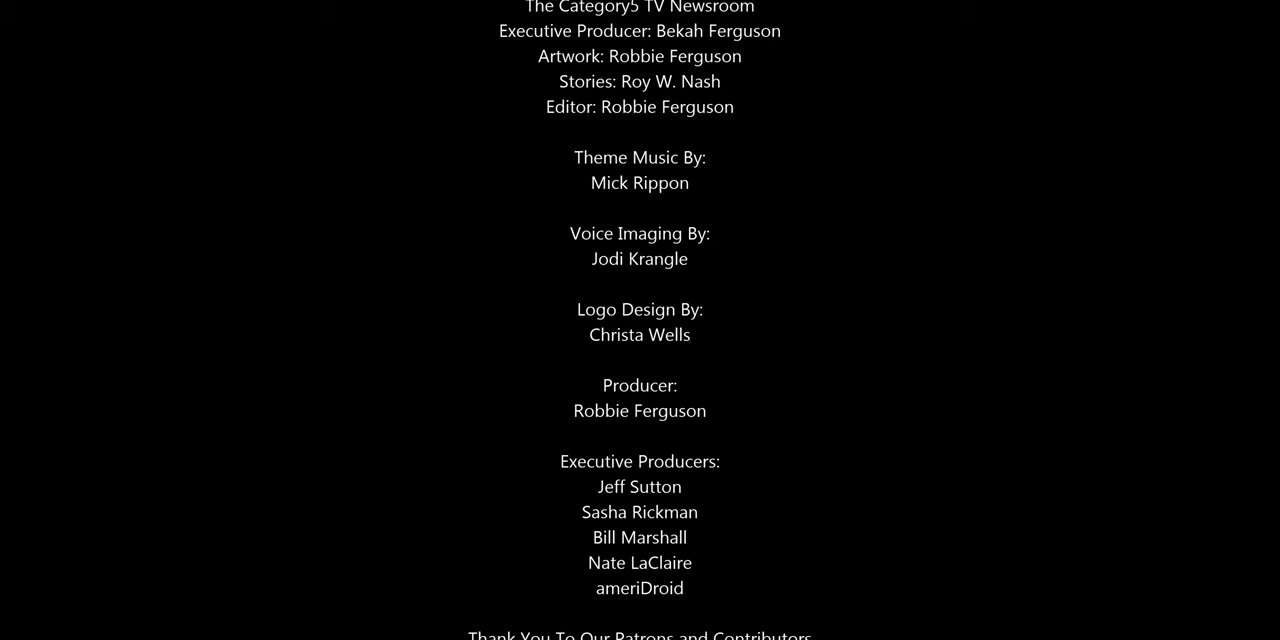 The Category5 TV Newsroom
Executive Producer: Bekah Ferguson
Artwork: Robbie Ferguson
Stories: Roy W. Nash
Editor: Robbie Ferguson
Theme Music By:
Mick Rippon
Voice Imaging By:
Jodi Krangle
Logo Design By:
Christa Wells
Producer:
Robbie Ferguson
Executive Producers:
Jeff Sutton
Sasha Rickman
Bill Marshall
Nate LaClaire
ameriDroid
Thank You To Our Patrons and Contributors